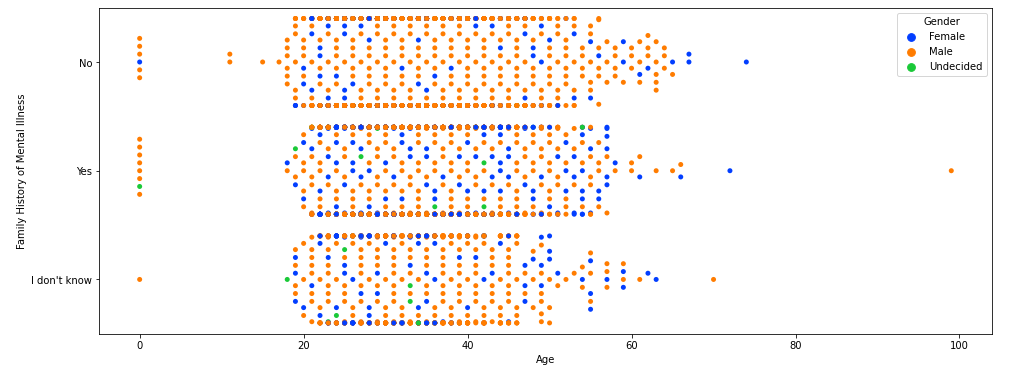 Gender
Female
Male
Undecided
No
Yes
I don't know
Family History of Mental Illness
0 20 40 60 80 100
Age